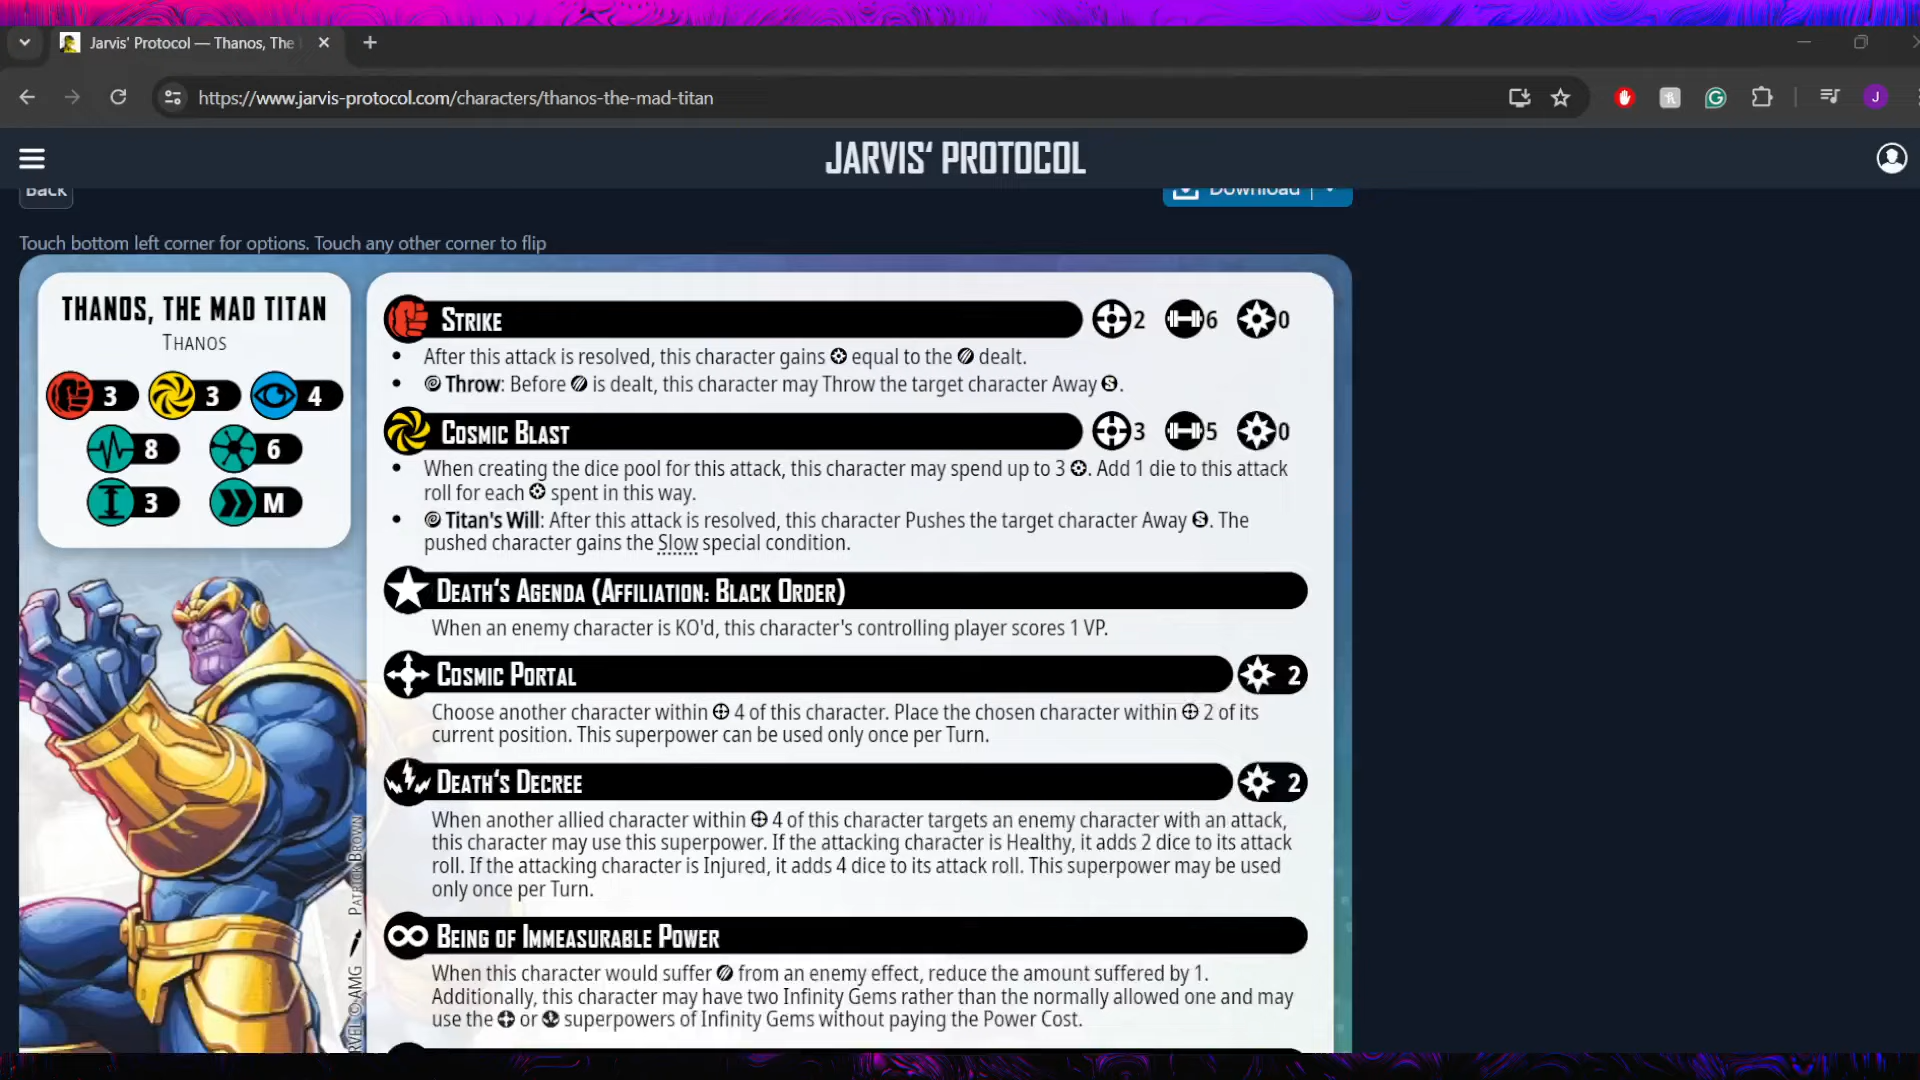 Jarvis' Protocol — Thanos, The
https://www.jarvis-protocol.com/characters/thanos-the-mad-titan
J
JARVIS' PROTOCOL
Back
Download
Touch bottom left corner for options. Touch any other corner to flip
THANOS, THE MAD TITAN
THANOS
3 3 4
8 6
3 M
STRIKE 2 6 0
• After this attack is resolved, this character gains equal to the dealt.
• Throw: Before is dealt, this character may Throw the target character Away S.
COSMIC BLAST 3 5 0
• When creating the dice pool for this attack, this character may spend up to 3 . Add 1 die to this attack
roll for each spent in this way.
• Titan's Will: After this attack is resolved, this character Pushes the target character Away S. The
pushed character gains the Slow special condition.
DEATH'S AGENDA (AFFILIATION: BLACK ORDER)
When an enemy character is KO'd, this character's controlling player scores 1 VP.
COSMIC PORTAL 2
Choose another character within 4 of this character. Place the chosen character within 2 of its
current position. This superpower can be used only once per Turn.
DEATH'S DECREE 2
When another allied character within 4 of this character targets an enemy character with an attack,
this character may use this superpower. If the attacking character is Healthy, it adds 2 dice to its attack
roll. If the attacking character is Injured, it adds 4 dice to its attack roll. This superpower may be used
only once per Turn.
BEING OF IMMEASURABLE POWER
When this character would suffer from an enemy effect, reduce the amount suffered by 1.
Additionally, this character may have two Infinity Gems rather than the normally allowed one and may
use the or superpowers of Infinity Gems without paying the Power Cost.
PATRICK BROWN
RVEL © AMG